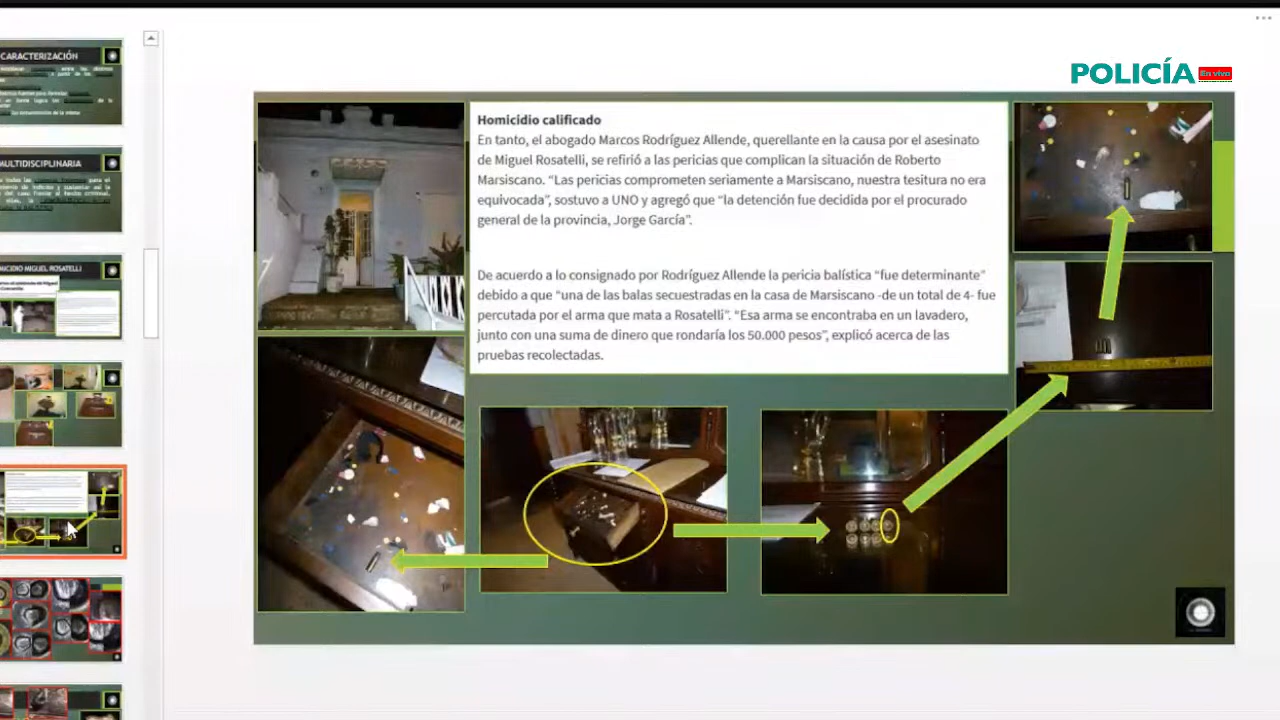 POLICÍA En vivo
CARACTERIZACIÓN
MULTIDISCIPLINARIA
MICIDIO MIGUEL ROSATELLI
Homicidio calificado
En tanto, el abogado Marcos Rodríguez Allende, querellante en la causa por el asesinato
de Miguel Rosatelli, se refirió a las pericias que complican la situación de Roberto
Marsiscano. “Las pericias comprometen seriamente a Marsiscano, nuestra tesitura no era
equivocada”, sostuvo a UNO y agregó que “la detención fue decidida por el procurado
general de la provincia, Jorge García”.
De acuerdo a lo consignado por Rodríguez Allende la pericia balística “fue determinante”
debido a que “una de las balas secuestradas en la casa de Marsiscano -de un total de 4- fue
percutada por el arma que mata a Rosatelli”. “Esa arma se encontraba en un lavadero,
junto con una suma de dinero que rondaría los 50.000 pesos”, explicó acerca de las
pruebas recolectadas.